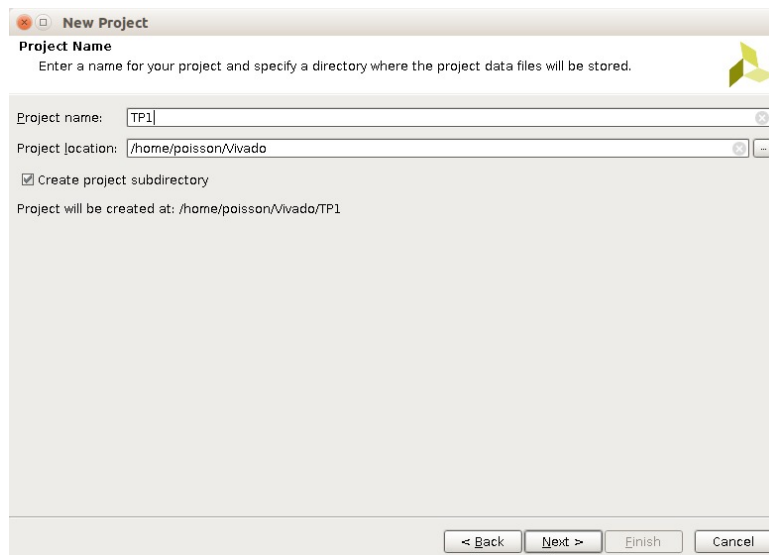 New Project
Project Name
Enter a name for your project and specify a directory where the project data files will be stored.
Project name: TP1
Project location: /home/poisson/Vivado ...
Create project subdirectory
Project will be created at: /home/poisson/Vivado/TP1
< Back Next > Finish Cancel